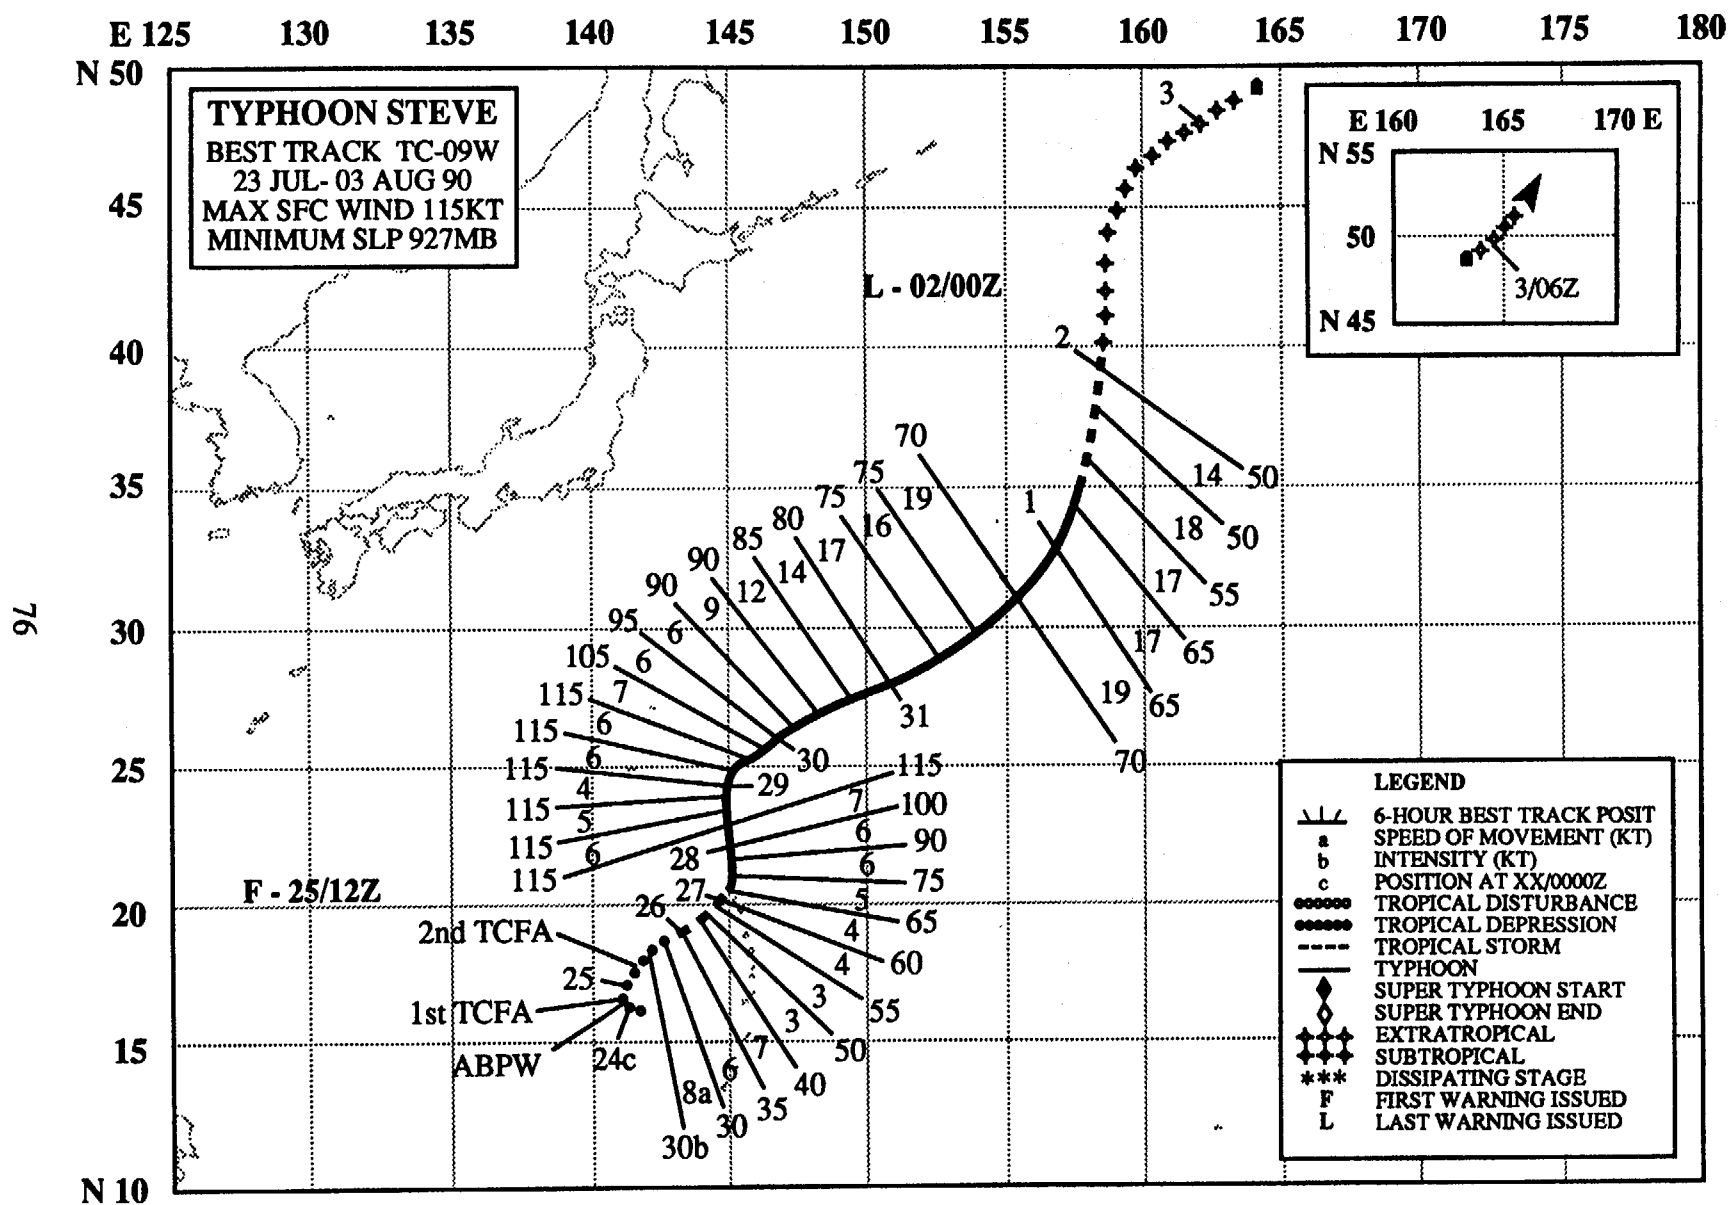 E 125 130 135 140 145 150 155 160 165 170 175 180
N 50
45
40
35
30
25
20
15
N 10
TYPHOON STEVE
BEST TRACK TC-09W
23 JUL- 03 AUG 90
MAX SFC WIND 115KT
MINIMUM SLP 927MB
E 160 165 170 E
N 55
50
N 45
3/06Z
3
L - 02/00Z
2
70
75 19
75 16
80 17
85 14
90 12
90 9
95 6
105 6
115 7
115 6
115 6
115 4
115 5
115 6
1
14 50
18 50
17 55
17 65
19 65
70
31
30
29
28
27
26
25
24c
115
7 100
6 90
6 75
5 65
4 60
4 55
3 50
3 40
7 35
6 30
8a
30b
F - 25/12Z
2nd TCFA
1st TCFA
ABPW
LEGEND
6-HOUR BEST TRACK POSIT
a SPEED OF MOVEMENT (KT)
b INTENSITY (KT)
c POSITION AT XX/0000Z
TROPICAL DISTURBANCE
TROPICAL DEPRESSION
TROPICAL STORM
TYPHOON
SUPER TYPHOON START
SUPER TYPHOON END
EXTRATROPICAL
SUBTROPICAL
*** DISSIPATING STAGE
F FIRST WARNING ISSUED
L LAST WARNING ISSUED
76